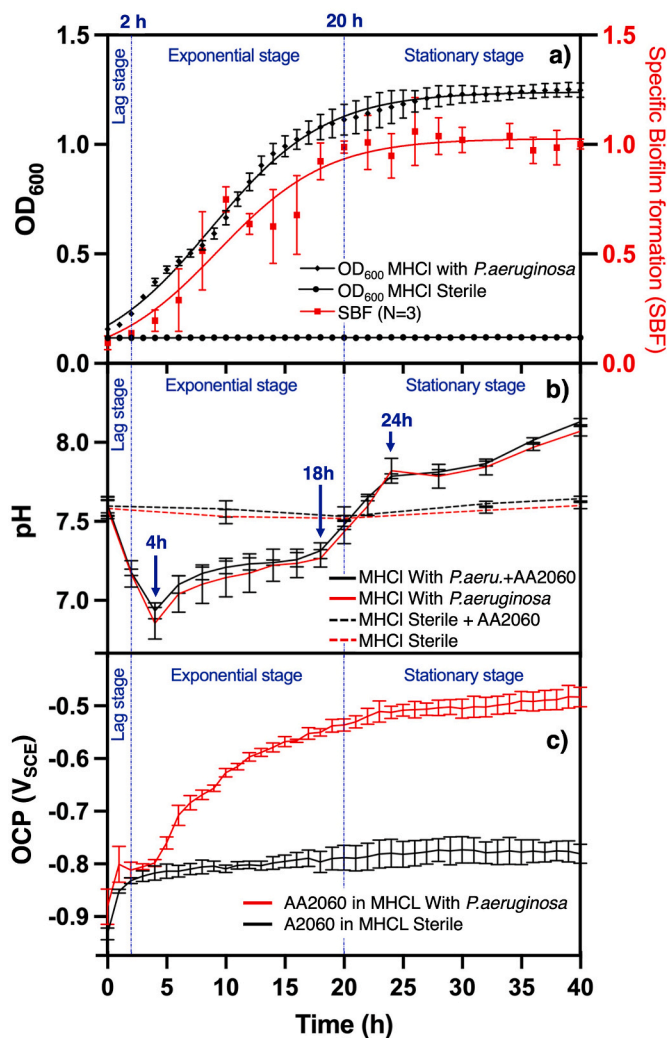 2 h 20 h
Lag stage
Exponential stage
Stationary stage
a)
1.5
1.0
0.5
0.0
OD600
1.5
1.0
0.5
0.0
Specific Biofilm formation (SBF)
OD600 MHCl with P.aeruginosa
OD600 MHCl Sterile
SBF (N=3)
Lag stage
Exponential stage
Stationary stage
b)
8.0
7.5
7.0
pH
4h
18h
24h
MHCl With P.aeru.+AA2060
MHCl With P.aeruginosa
MHCl Sterile + AA2060
MHCl Sterile
Lag stage
Exponential stage
Stationary stage
c)
-0.5
-0.6
-0.7
-0.8
-0.9
OCP (VSCE)
AA2060 in MHCL With P.aeruginosa
A2060 in MHCL Sterile
0 5 10 15 20 25 30 35 40
Time (h)